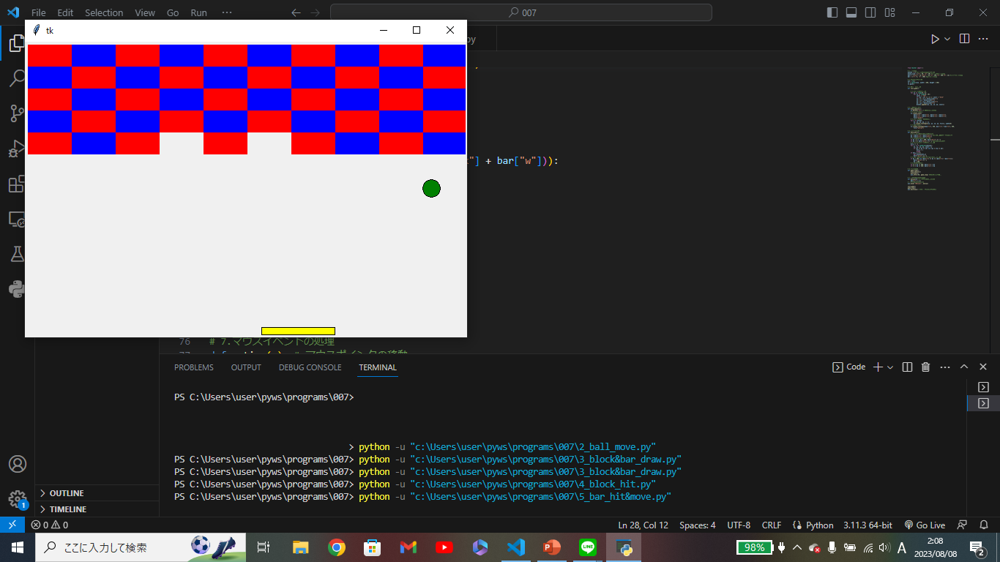 File Edit Selection View Go Run ··· 007
tk
py
t"] + bar["w"])):
76 # 7.マウスイベントの処理
PROBLEMS OUTPUT DEBUG CONSOLE TERMINAL Code
PS C:\Users\user\pyws\programs\007>
> python -u "c:\Users\user\pyws\programs\007\2_ball_move.py"
PS C:\Users\user\pyws\programs\007> python -u "c:\Users\user\pyws\programs\007\3_block&bar_draw.py"
PS C:\Users\user\pyws\programs\007> python -u "c:\Users\user\pyws\programs\007\3_block&bar_draw.py"
PS C:\Users\user\pyws\programs\007> python -u "c:\Users\user\pyws\programs\007\4_block_hit.py"
PS C:\Users\user\pyws\programs\007> python -u "c:\Users\user\pyws\programs\007\5_bar_hit&move.py"
OUTLINE
1
TIMELINE
0 0 Ln 28, Col 12 Spaces: 4 UTF-8 CRLF Python 3.11.3 64-bit Go Live
ここに入力して検索 98% A 2:08
2023/08/08 2